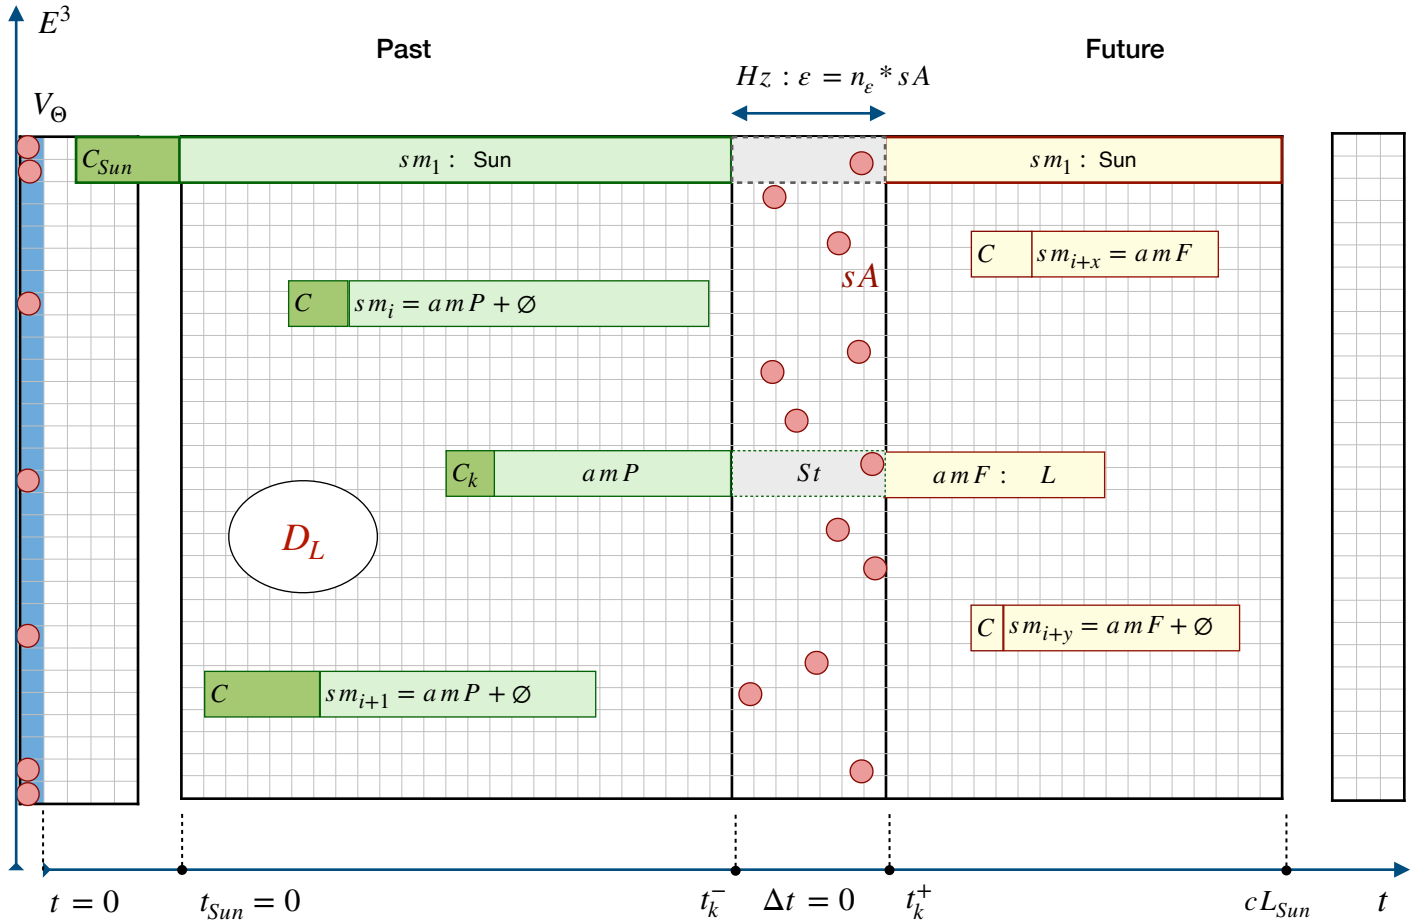 E³
Past
Future
Hz : ε = n_ε * sA
V_Θ
C_Sun
sm₁ : Sun
sm₁ : Sun
C
sm_{i+x} = amF
sA
C
sm_i = amP + ∅
C_k
amP
St
amF : L
D_L
C
sm_{i+y} = amF + ∅
C
sm_{i+1} = amP + ∅
t = 0
t_Sun = 0
t_k^-
Δt = 0
t_k^+
cL_Sun
t